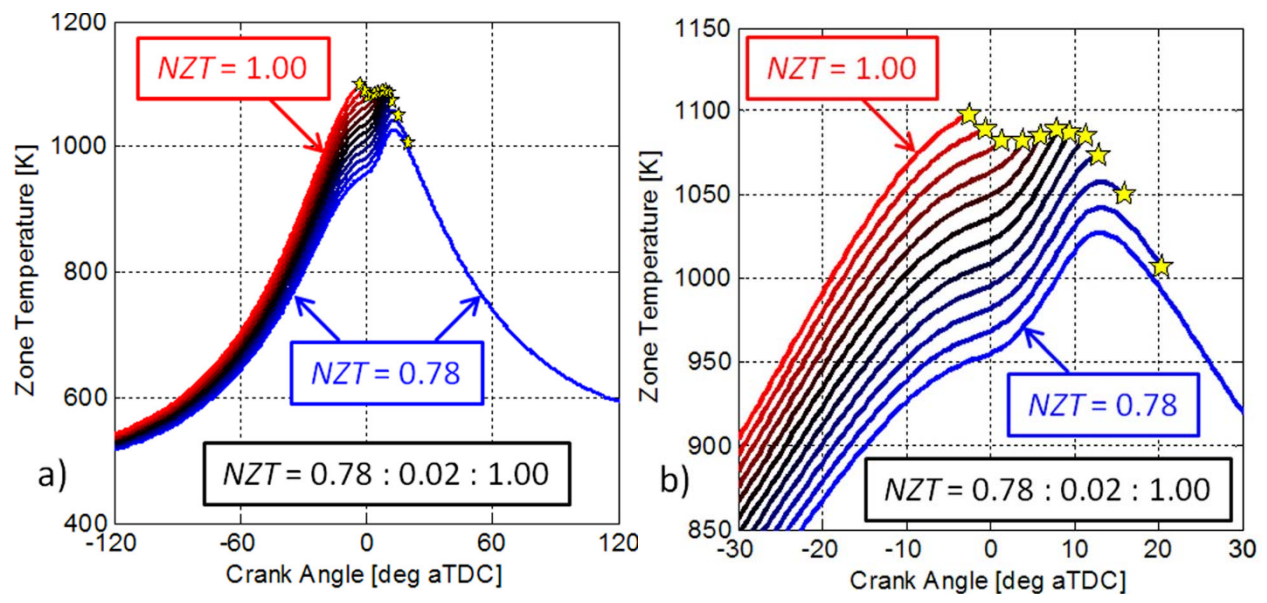 1200
1000
800
600
400
Zone Temperature [K]
NZT = 1.00
NZT = 0.78
NZT = 0.78 : 0.02 : 1.00
a)
-120
-60
0
60
120
Crank Angle [deg aTDC]
1150
1100
1050
1000
950
900
850
Zone Temperature [K]
NZT = 1.00
NZT = 0.78
NZT = 0.78 : 0.02 : 1.00
b)
-30
-20
-10
0
10
20
30
Crank Angle [deg aTDC]